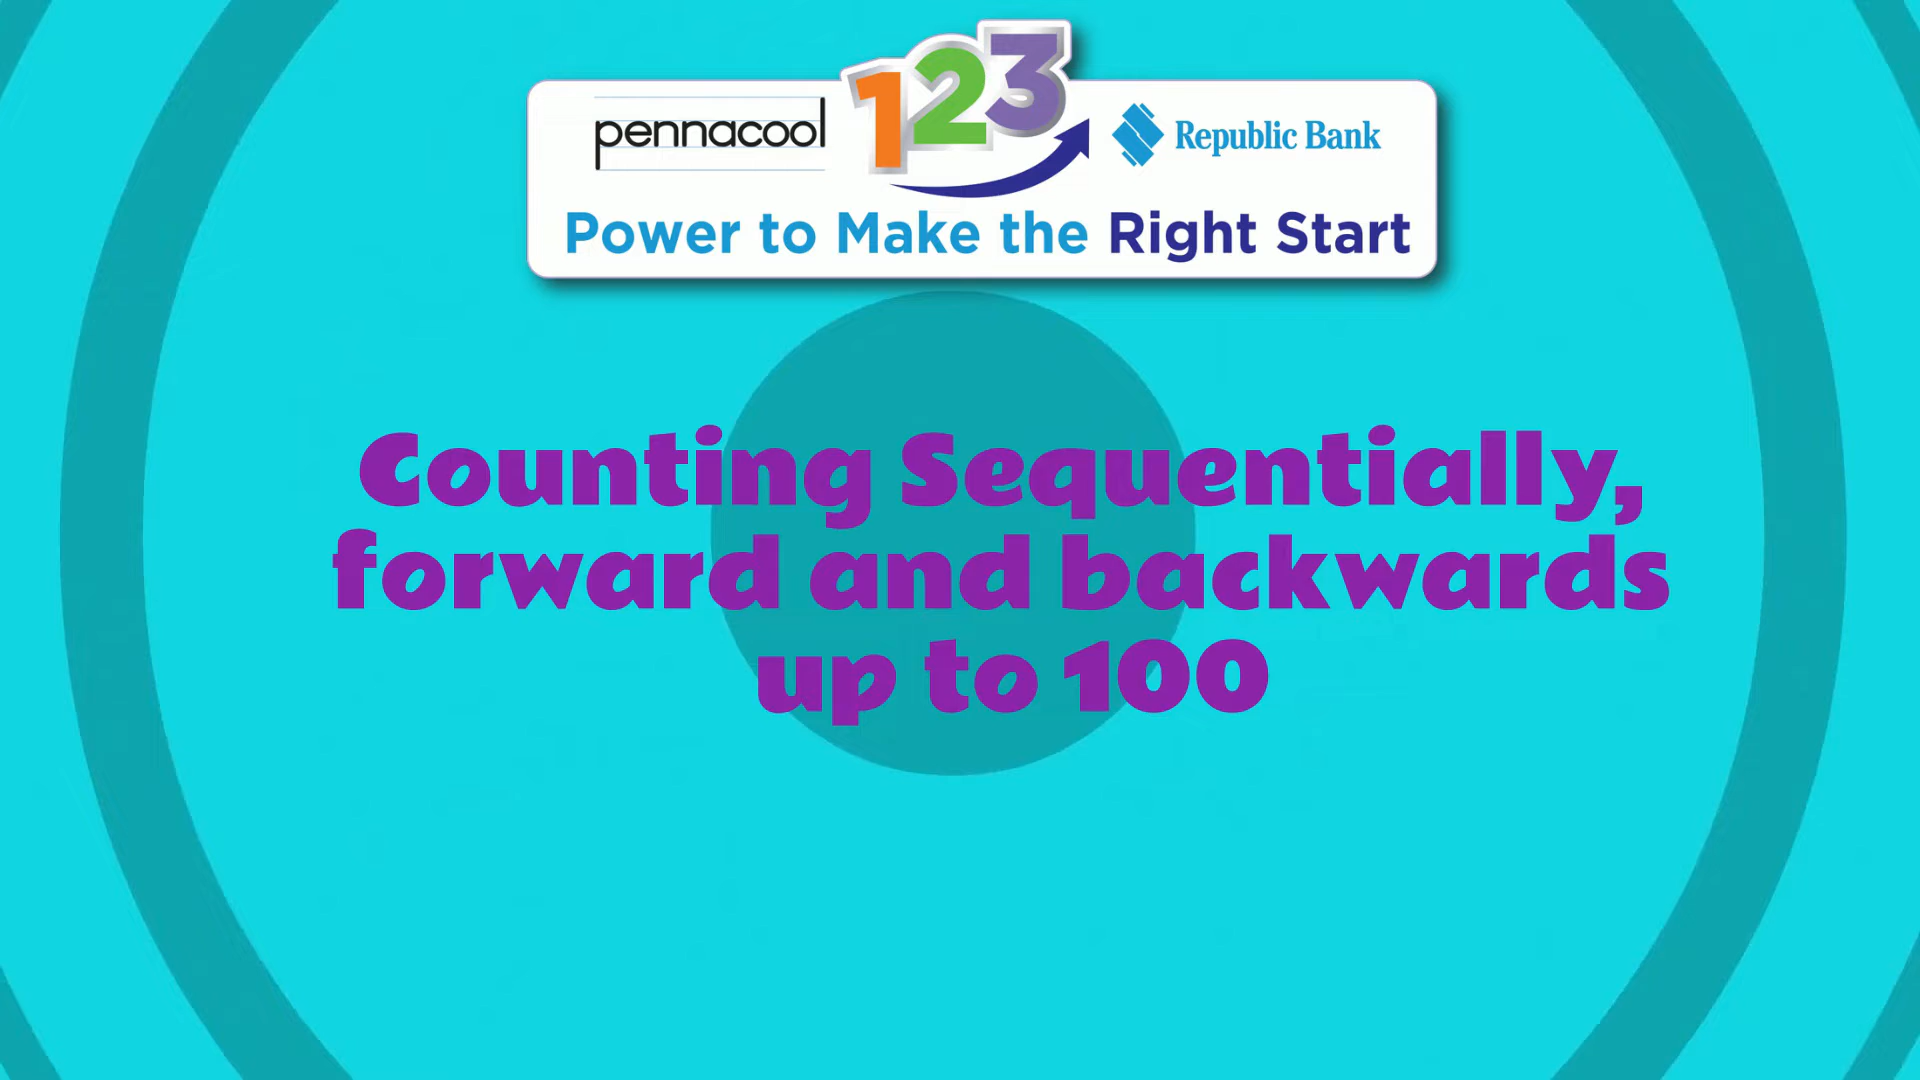 pennacool
123
Republic Bank
Power to Make the Right Start
Counting Sequentially,
forward and backwards
up to 100